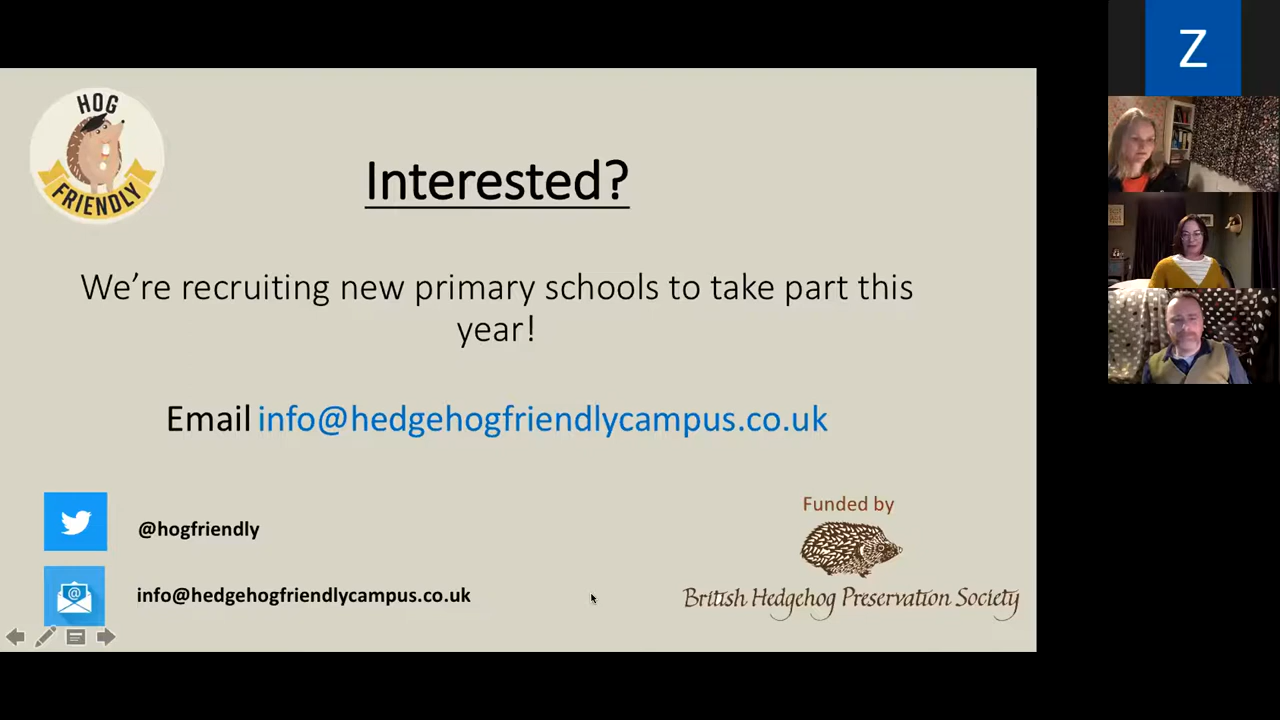 Z
HOG
FRIENDLY
Interested?
We're recruiting new primary schools to take part this
year!
Email info@hedgehogfriendlycampus.co.uk
@hogfriendly
info@hedgehogfriendlycampus.co.uk
Funded by
British Hedgehog Preservation Society